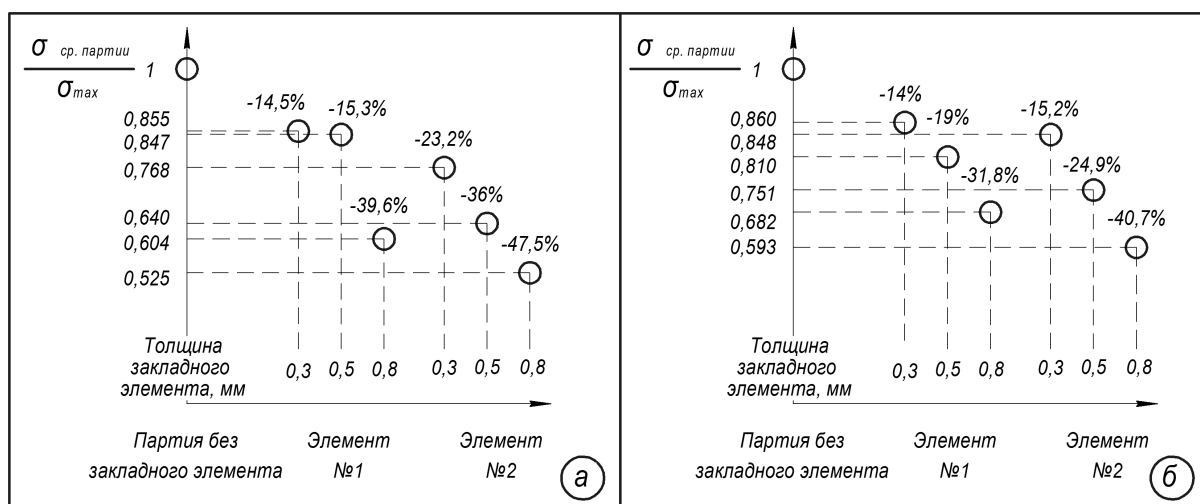 σ ср. партии
σmax
1
-14,5%
-15,3%
0,855
0,847
-23,2%
0,768
-39,6%
-36%
0,640
0,604
-47,5%
0,525
Толщина
закладного
элемента, мм
0,3 0,5 0,8 0,3 0,5 0,8
Партия без
закладного элемента
Элемент
№1
Элемент
№2
а
σ ср. партии
σmax
1
-14%
-19%
-15,2%
0,860
0,848
0,810
-31,8%
-24,9%
0,751
0,682
-40,7%
0,593
Толщина
закладного
элемента, мм
0,3 0,5 0,8 0,3 0,5 0,8
Партия без
закладного элемента
Элемент
№1
Элемент
№2
б